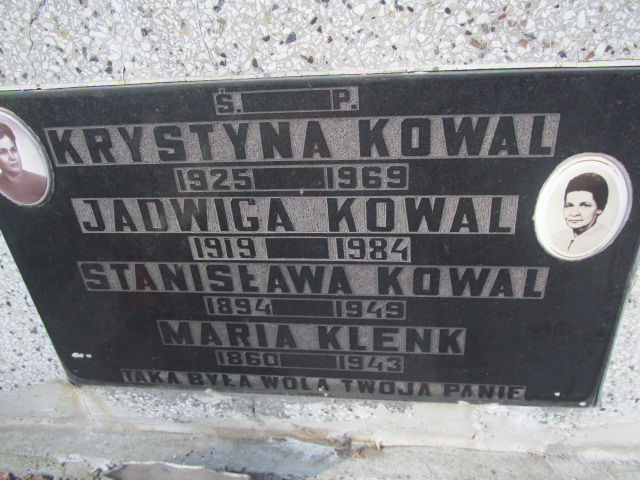 Ś. P.
KRYSTYNA KOWAL
1925 1969
JADWIGA KOWAL
1919 1984
STANISŁAWA KOWAL
1894 1949
MARIA KLENK
1860 1943
TAKA BYŁA WOLA TWOJA PANIE